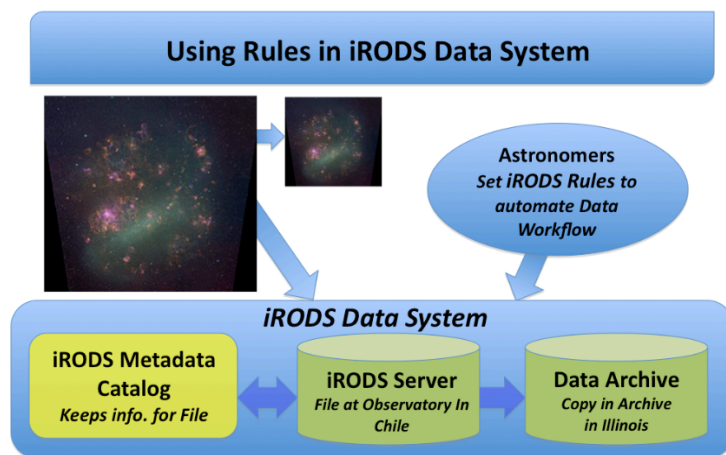 Using Rules in iRODS Data System
Astronomers
Set iRODS Rules to
automate Data
Workflow
iRODS Data System
iRODS Metadata
Catalog
Keeps info. for File
iRODS Server
File at Observatory In
Chile
Data Archive
Copy in Archive
in Illinois